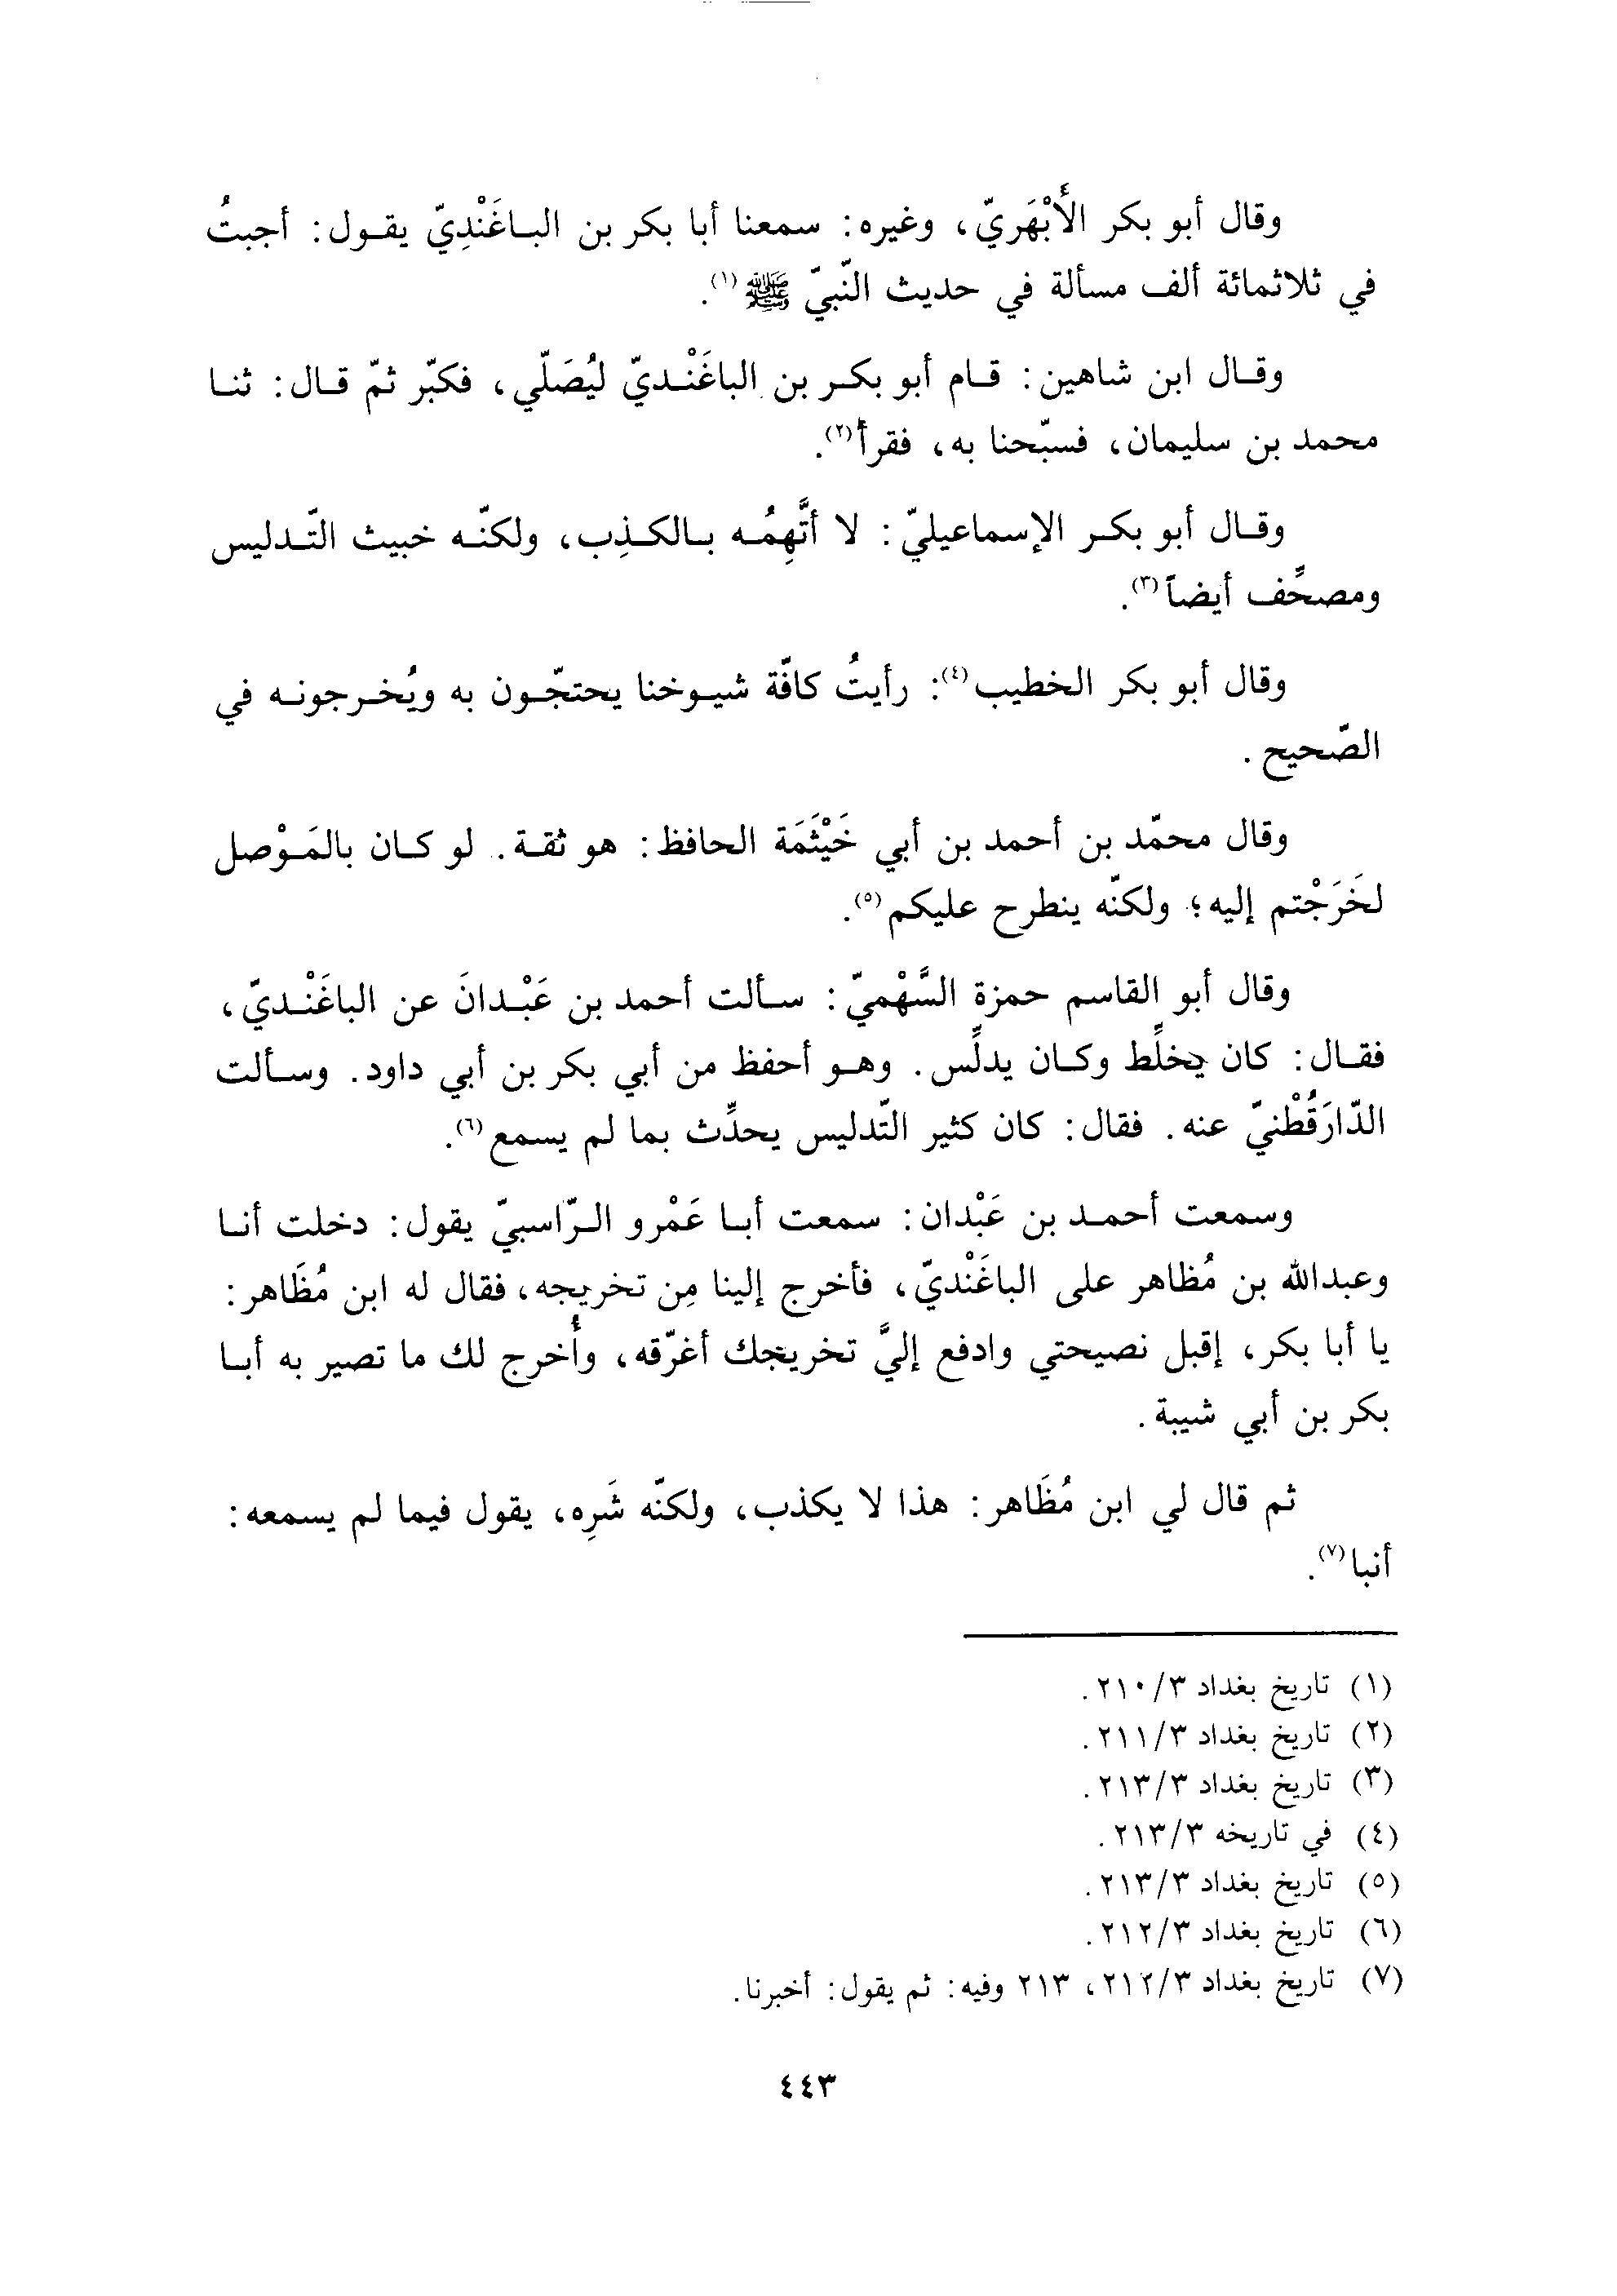 وقال أبو بكر الأَبْهَريّ، وغيره: سمعنا أبا بكر بن الباغَنْدِيّ يقول: أجبتُ
في ثلاثمائة ألف مسألة في حديث النّبيّ ﷺ(١).
وقال ابن شاهين: قام أبو بكر بن الباغَنْديّ ليُصَلّي، فكبّر ثمّ قال: ثنا
محمد بن سليمان، فسبّحنا به، فقرأ(٢).
وقال أبو بكر الإسماعيليّ: لا أتَّهِمُه بالكذِب، ولكنّه خبيث التّدليس
ومصحِّف أيضاً(٣).
وقال أبو بكر الخطيب(٤): رأيتُ كافّة شيوخنا يحتجّون به ويُخرجونه في
الصّحيح.
وقال محمّد بن أحمد بن أبي خَيْثَمَة الحافظ: هو ثقة. لو كان بالمَوْصل
لخَرَجْتم إليه؛ ولكنّه ينطرح عليكم(٥).
وقال أبو القاسم حمزة السَّهْميّ: سألت أحمد بن عَبْدانَ عن الباغَنْديّ،
فقال: كان يخلِّط وكان يدلِّس. وهو أحفظ من أبي بكر بن أبي داود. وسألت
الدّارَقُطْنيّ عنه. فقال: كان كثير التّدليس يحدِّث بما لم يسمع(٦).
وسمعت أحمد بن عَبْدان: سمعت أبا عَمْرو الرّاسبيّ يقول: دخلت أنا
وعبدالله بن مُظاهر على الباغَنْديّ، فأخرج إلينا مِن تخريجه، فقال له ابن مُظَاهر:
يا أبا بكر، إقبل نصيحتي وادفع إليَّ تخريجك أغرّقه، وأُخرج لك ما تصير به أبا
بكر بن أبي شيبة.
ثم قال لي ابن مُظَاهر: هذا لا يكذب، ولكنّه شَرِه، يقول فيما لم يسمعه:
أنبا(٧).
(١) تاريخ بغداد ٢١٠/٣.
(٢) تاريخ بغداد ٢١١/٣.
(٣) تاريخ بغداد ٢١٣/٣.
(٤) في تاريخه ٢١٣/٣.
(٥) تاريخ بغداد ٢١٣/٣.
(٦) تاريخ بغداد ٢١٢/٣.
(٧) تاريخ بغداد ٢١٢/٣، ٢١٣ وفيه: ثم يقول: أخبرنا.
٤٤٣